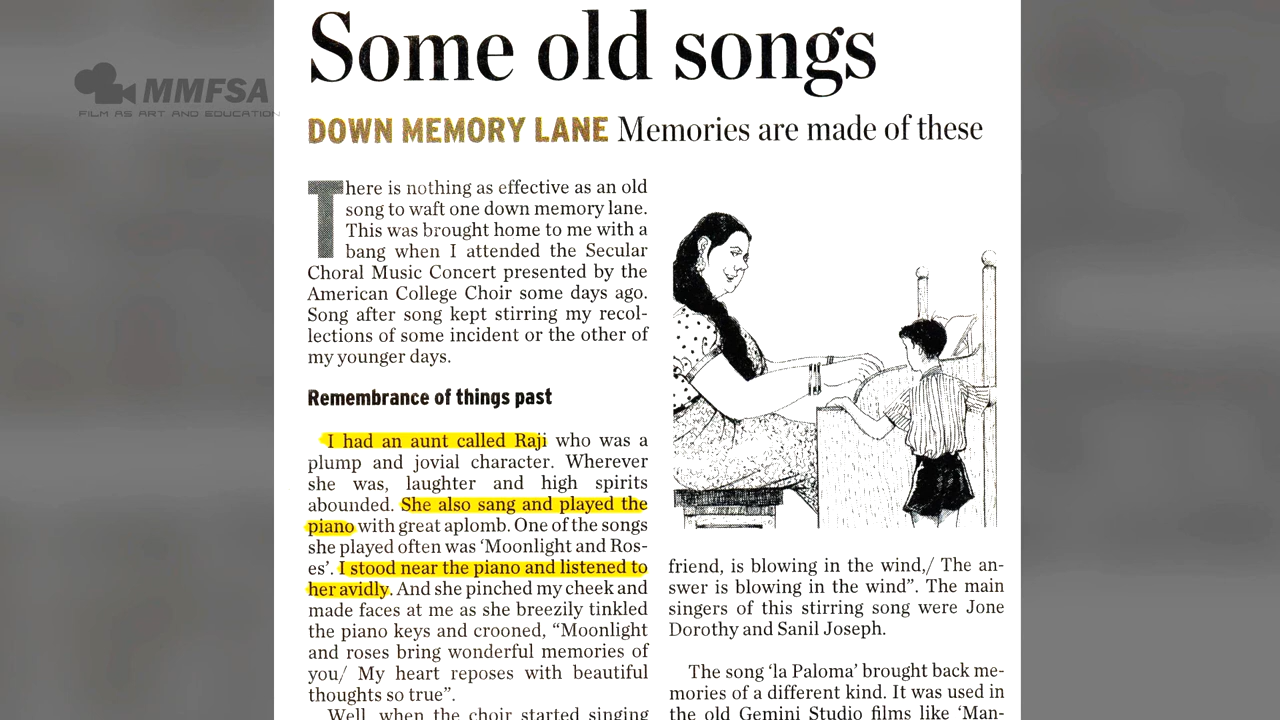 MMFSA
FILM AS ART AND EDUCATION
Some old songs
DOWN MEMORY LANE Memories are made of these
There is nothing as effective as an old
song to waft one down memory lane.
This was brought home to me with a
bang when I attended the Secular
Choral Music Concert presented by the
American College Choir some days ago.
Song after song kept stirring my recol-
lections of some incident or the other of
my younger days.
Remembrance of things past
I had an aunt called Raji who was a
plump and jovial character. Wherever
she was, laughter and high spirits
abounded. She also sang and played the
piano with great aplomb. One of the songs
she played often was ‘Moonlight and Ros-
es’. I stood near the piano and listened to
her avidly. And she pinched my cheek and
made faces at me as she breezily tinkled
the piano keys and crooned, “Moonlight
and roses bring wonderful memories of
you/ My heart reposes with beautiful
thoughts so true”.
Well, when the choir started singing
friend, is blowing in the wind,/ The an-
swer is blowing in the wind”. The main
singers of this stirring song were Jone
Dorothy and Sanil Joseph.
The song ‘la Paloma’ brought back me-
mories of a different kind. It was used in
the old Gemini Studio films like ‘Man-